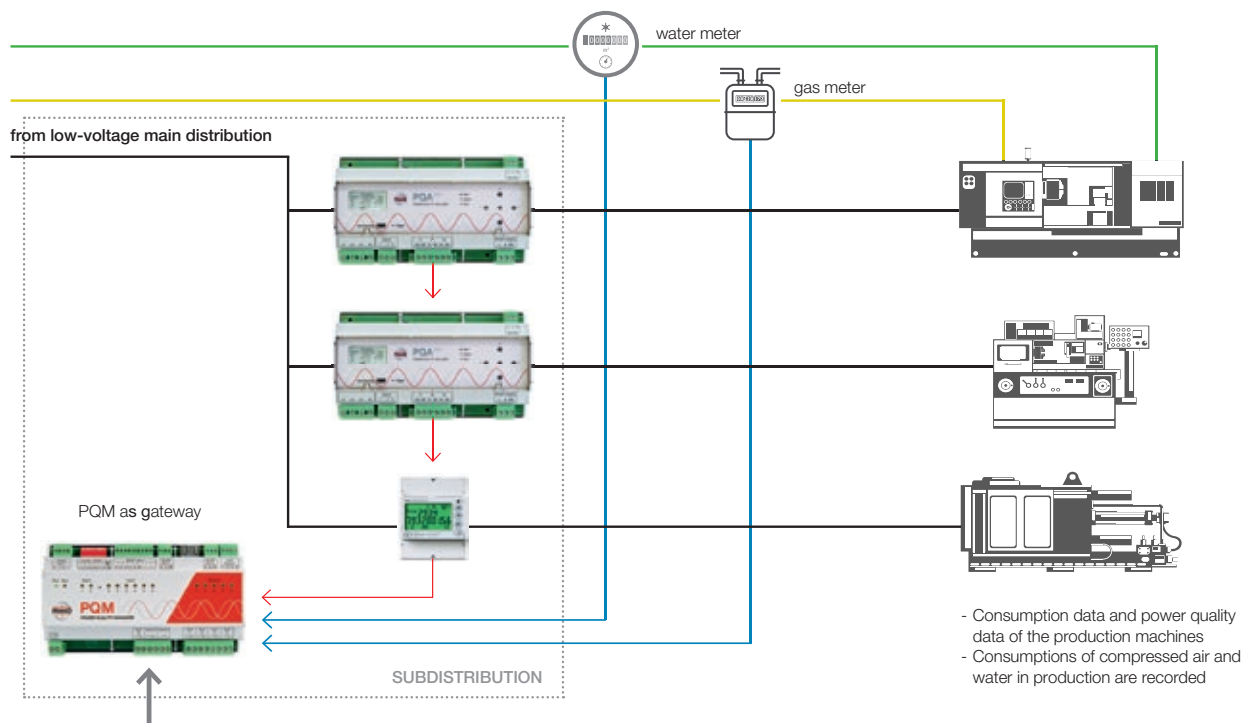 water meter
gas meter
from low-voltage main distribution
PQA
PQA
PQM as gateway
PQM
SUBDISTRIBUTION
- Consumption data and power quality
data of the production machines
- Consumptions of compressed air and
water in production are recorded